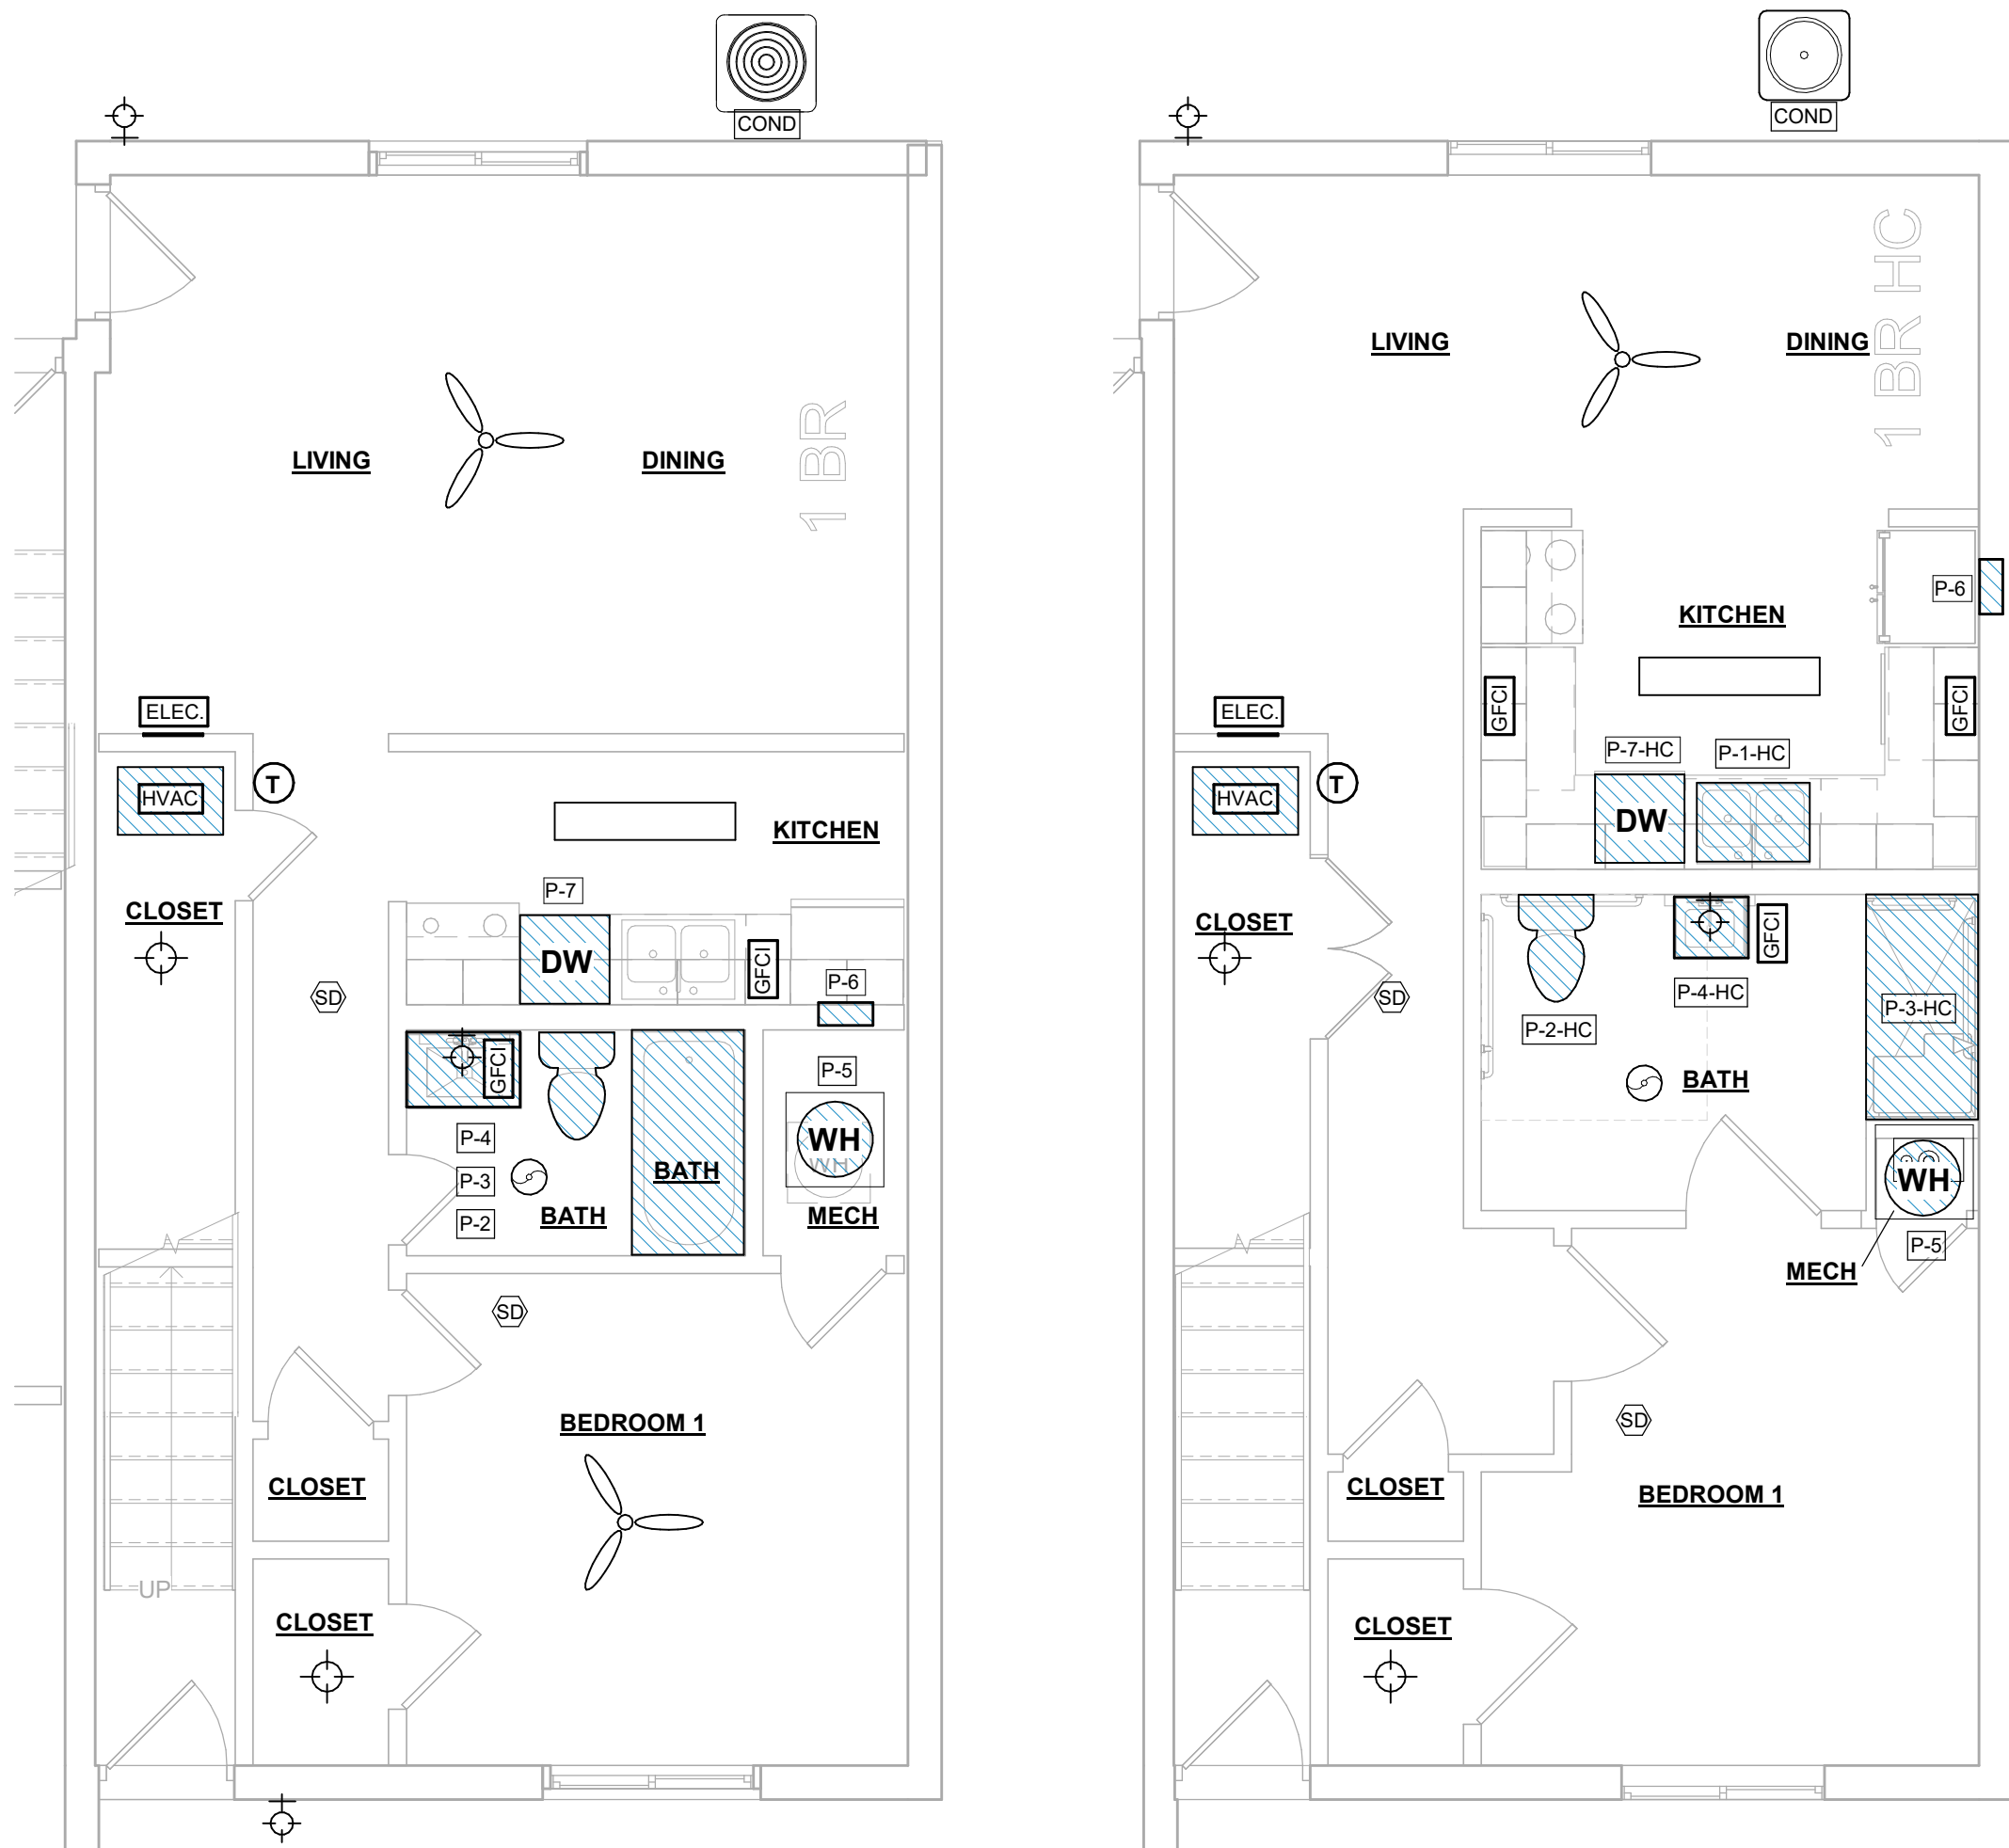 COND
LIVING
DINING
1 BR
ELEC.
HVAC
T
KITCHEN
CLOSET
P-7
DW
GFCI
P-6
SD
GFCI
P-5
P-4
WH
WH
P-3
BATH
P-2
BATH
MECH
SD
BEDROOM 1
CLOSET
UP
CLOSET
COND
1 BR HC
LIVING
DINING
P-6
KITCHEN
GFCI
GFCI
ELEC.
P-7-HC
P-1-HC
T
HVAC
DW
CLOSET
GFCI
SD
P-4-HC
P-3-HC
P-2-HC
BATH
WH
P-5
MECH
SD
CLOSET
BEDROOM 1
CLOSET